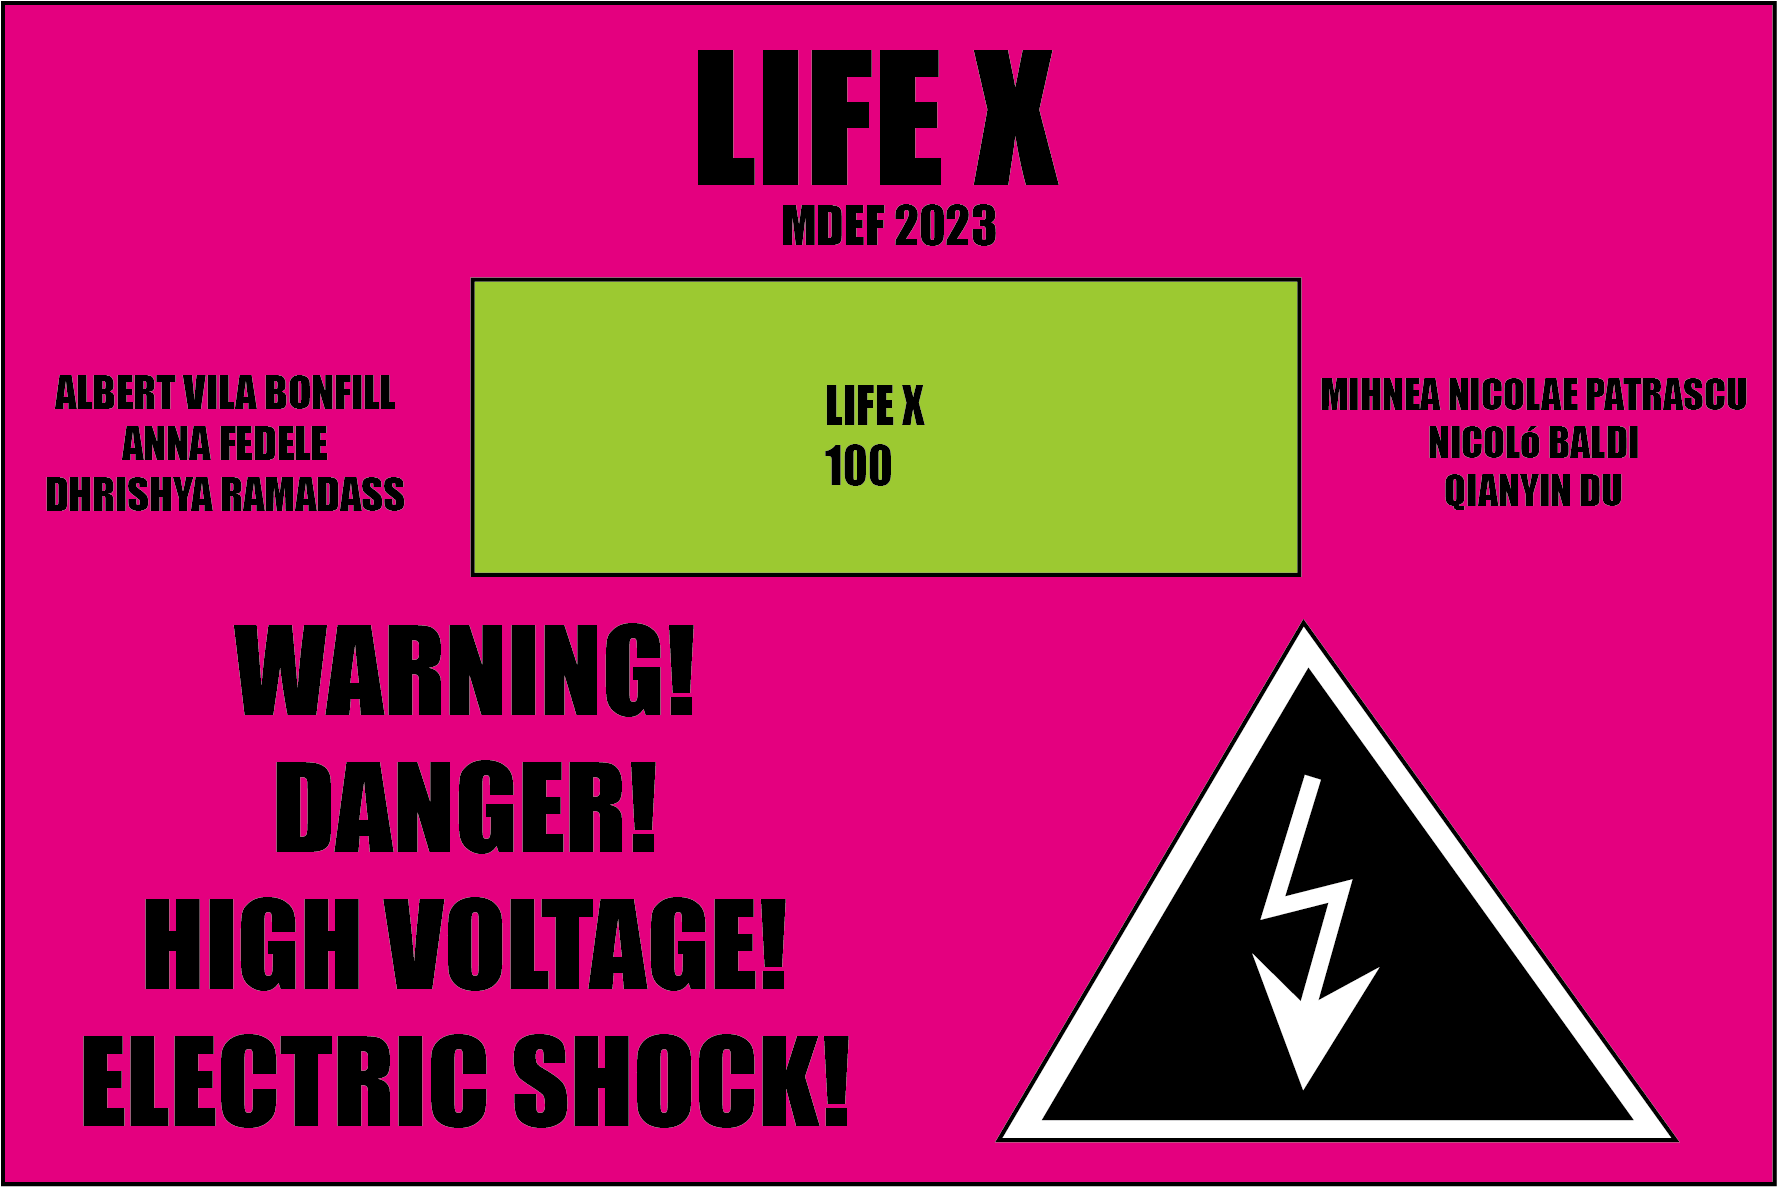 LIFE X
MDEF 2023
ALBERT VILA BONFILL
ANNA FEDELE
DHRISHYA RAMADASS
LIFE X
100
MIHNEA NICOLAE PATRASCU
NICOLó BALDI
QIANYIN DU
WARNING!
DANGER!
HIGH VOLTAGE!
ELECTRIC SHOCK!